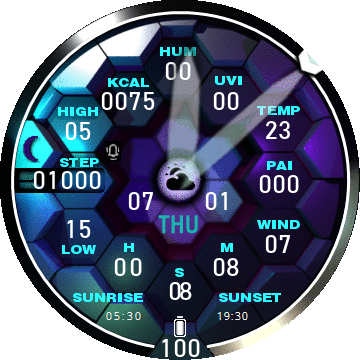 HUM
00
KCAL
0075
UVI
00
HIGH
05
TEMP
23
STEP
01000
PAI
000
07
01
THU
15
LOW
WIND
07
H
00
M
08
S
08
SUNRISE
05:30
SUNSET
19:30
100